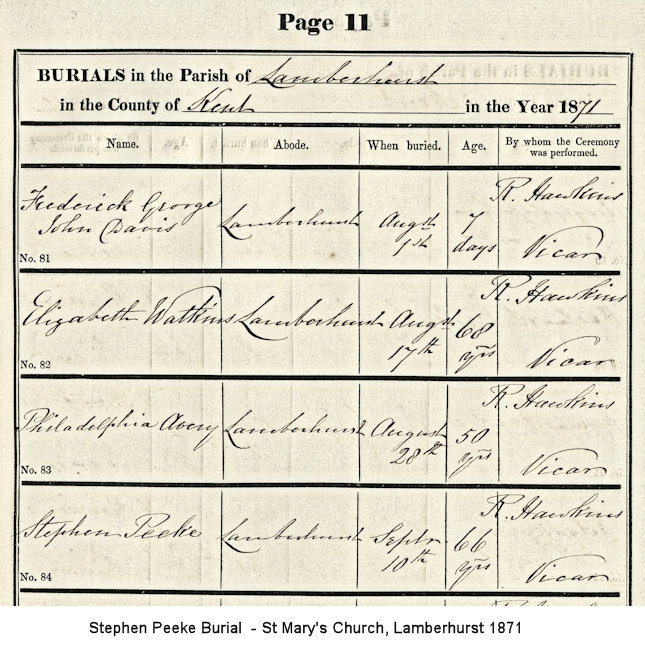 Page 11
BURIALS in the Parish of Lamberhurst
in the County of Kent in the Year 1871
Name. Abode. When buried. Age. By whom the Ceremony was performed.
Frederick George Lamberhurst Augst 7 R. Hawkins
John Davis 1st days Vicar
No. 81
Elizabeth Watkins Lamberhurst Augst 68 R. Hawkins
17th yrs Vicar
No. 82
Philadelphia Avery Lamberhurst August 50 R. Hawkins
28th yrs Vicar
No. 83
Stephen Peeke Lamberhurst Septr 66 R. Hawkins
10th yrs Vicar
No. 84
Stephen Peeke Burial - St Mary's Church, Lamberhurst 1871